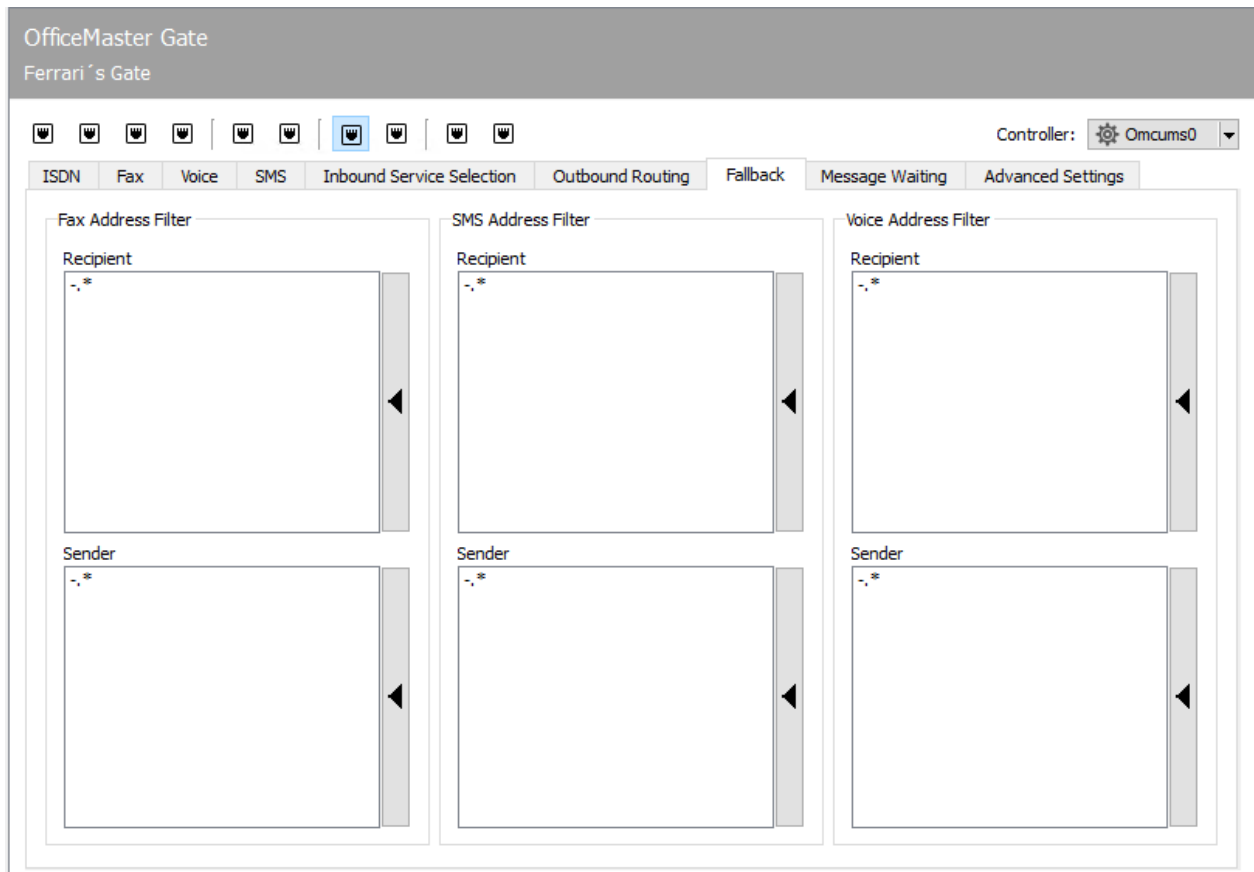 OfficeMaster Gate
Ferrari´s Gate
Controller: Omcums0
ISDN Fax Voice SMS Inbound Service Selection Outbound Routing Fallback Message Waiting Advanced Settings
Fax Address Filter SMS Address Filter Voice Address Filter
Recipient Recipient Recipient
-,* -,* -,*
Sender Sender Sender
-,* -,* -,*